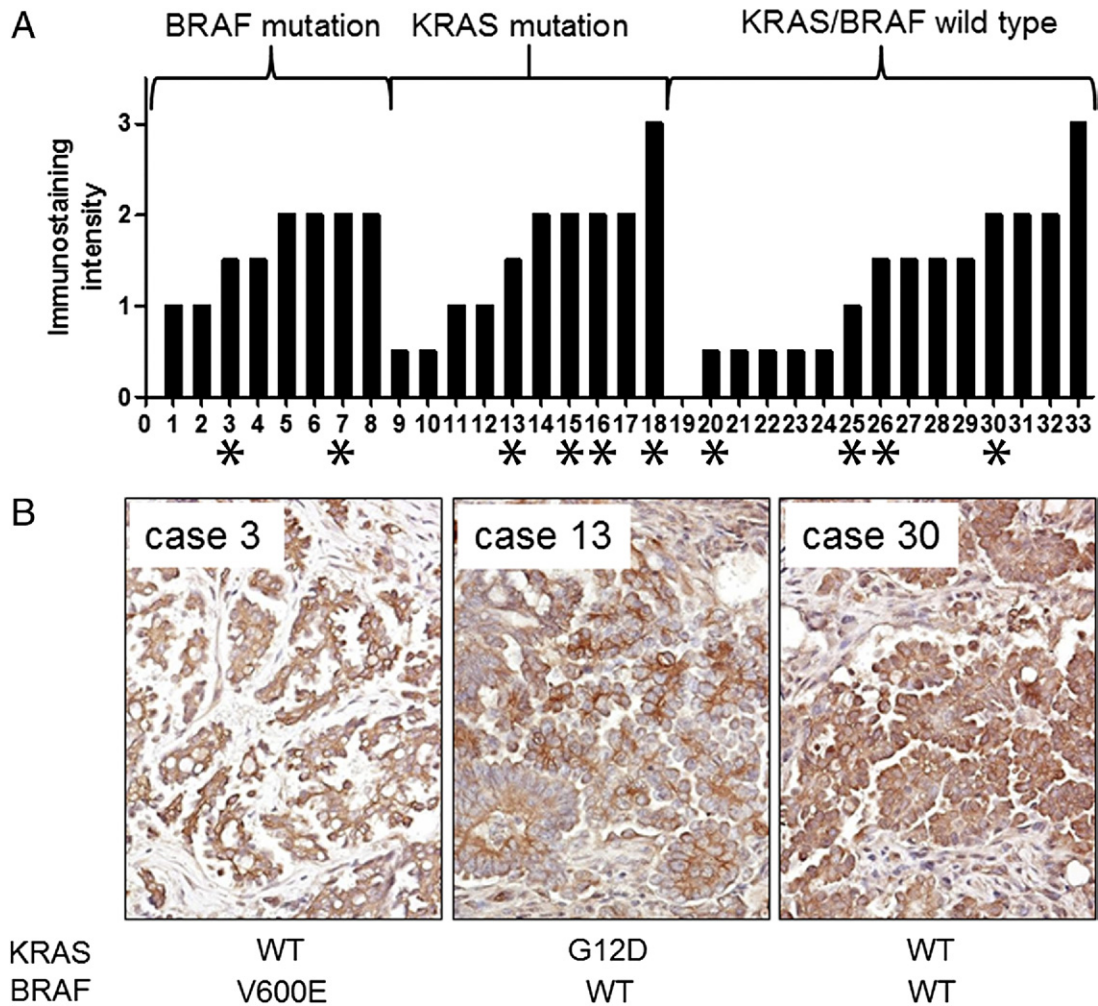 A
BRAF mutation KRAS mutation KRAS/BRAF wild type
Immunostaining
intensity
3
2
1
0
0 1 2 3 4 5 6 7 8 9 10 11 12 13 14 15 16 17 18 19 20 21 22 23 24 25 26 27 28 29 30 31 32 33
* * * * * * * * * *
B
case 3 case 13 case 30
KRAS WT G12D WT
BRAF V600E WT WT